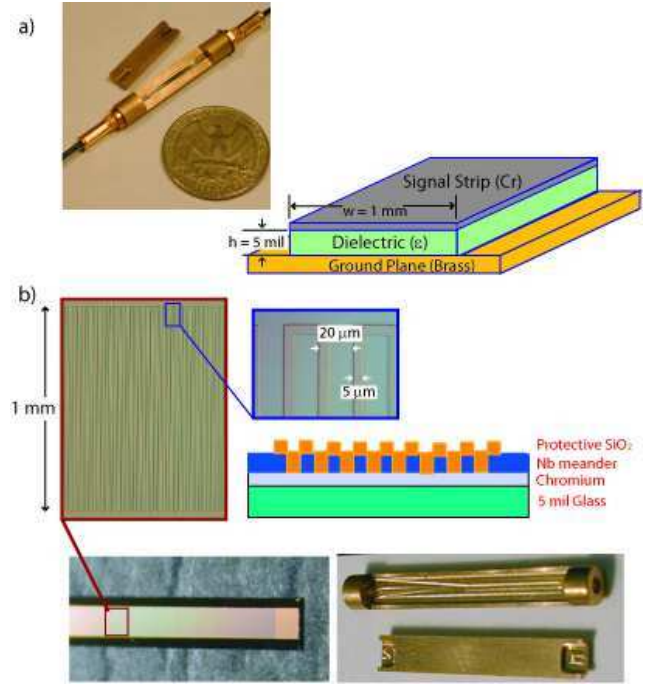 a)
Signal Strip (Cr)
w = 1 mm
h = 5 mil
Dielectric (ε)
Ground Plane (Brass)
b)
1 mm
20 μm
5 μm
Protective SiO₂
Nb meander
Chromium
5 mil Glass